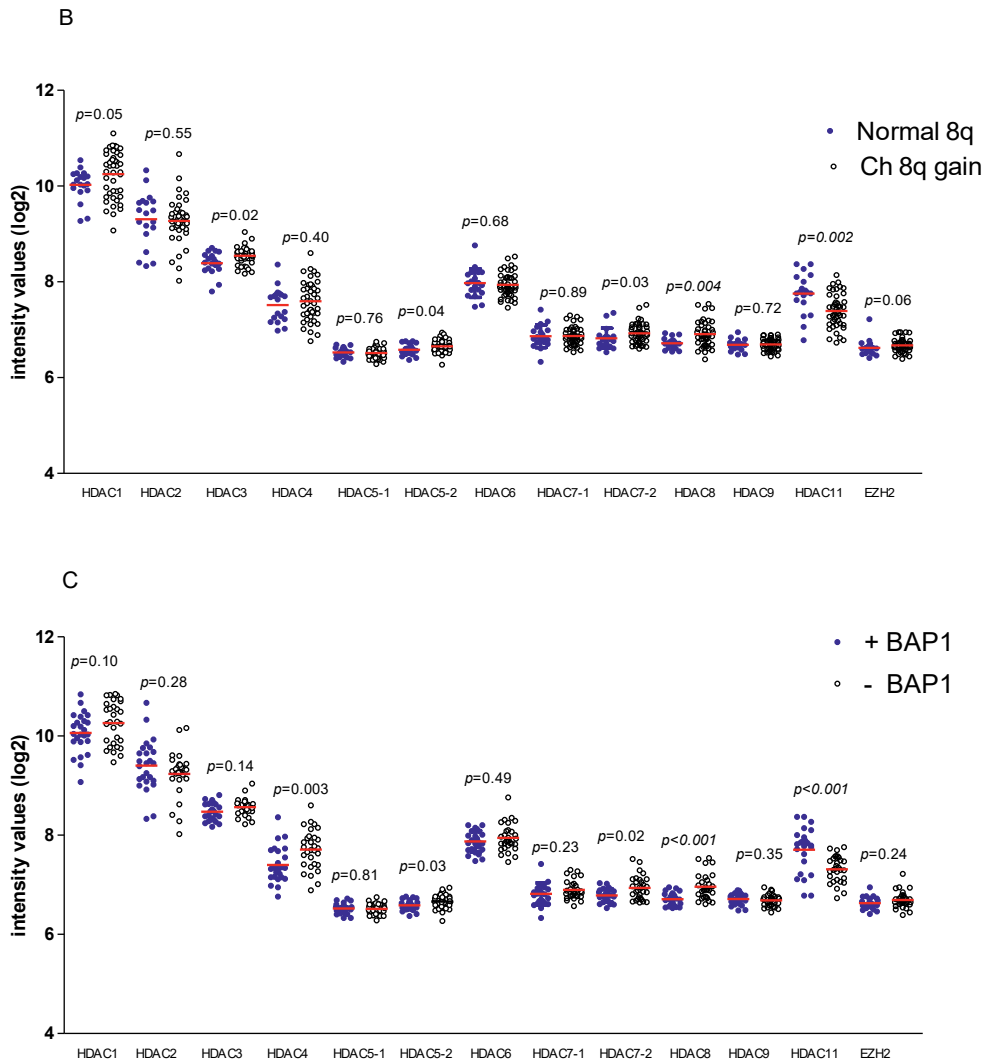 B
12
10
8
6
4
intensity values (log2)
p=0.05
p=0.55
p=0.02
p=0.40
p=0.76
p=0.04
p=0.68
p=0.89
p=0.03
p=0.004
p=0.72
p=0.002
p=0.06
Normal 8q
Ch 8q gain
HDAC1 HDAC2 HDAC3 HDAC4 HDAC5-1 HDAC5-2 HDAC6 HDAC7-1 HDAC7-2 HDAC8 HDAC9 HDAC11 EZH2
C
12
10
8
6
4
intensity values (log2)
p=0.10
p=0.28
p=0.14
p=0.003
p=0.81
p=0.03
p=0.49
p=0.23
p=0.02
p<0.001
p=0.35
p<0.001
p=0.24
+ BAP1
- BAP1
HDAC1 HDAC2 HDAC3 HDAC4 HDAC5-1 HDAC5-2 HDAC6 HDAC7-1 HDAC7-2 HDAC8 HDAC9 HDAC11 EZH2